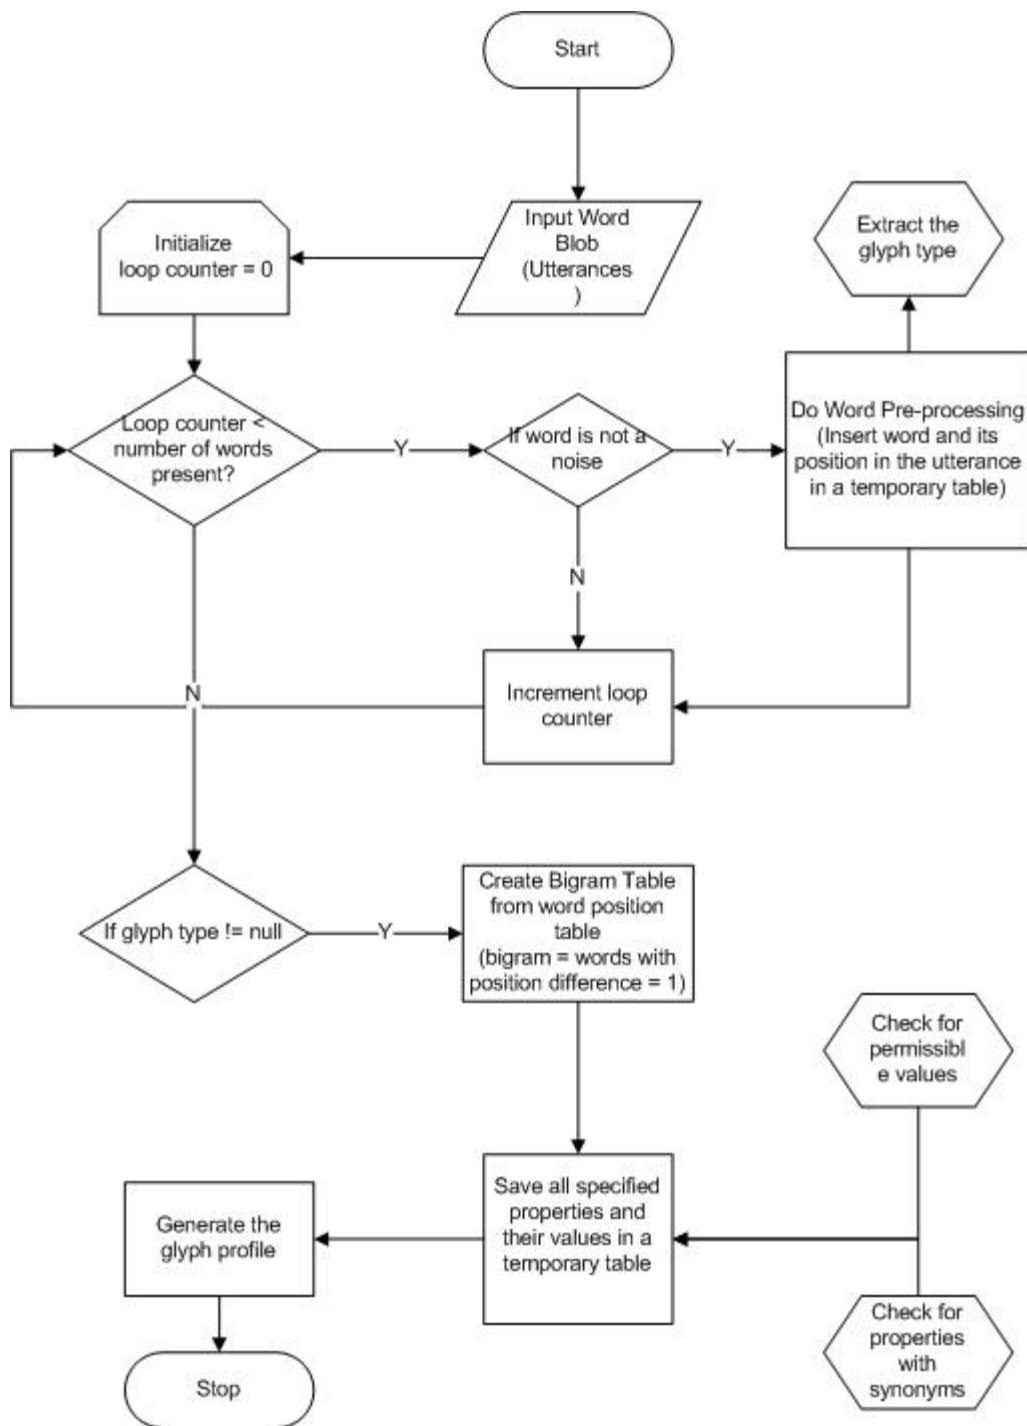 Start
Input Word
Blob
(Utterances
)
Initialize
loop counter = 0
Extract the
glyph type
Loop counter <
number of words
present?
Y
If word is not a
noise
Y
Do Word Pre-processing
(Insert word and its
position in the utterance
in a temporary table)
N
Increment loop
counter
N
If glyph type != null
Y
Create Bigram Table
from word position
table
(bigram = words with
position difference = 1)
Check for
permissibl
e values
Save all specified
properties and
their values in a
temporary table
Generate the
glyph profile
Check for
properties
with
synonyms
Stop